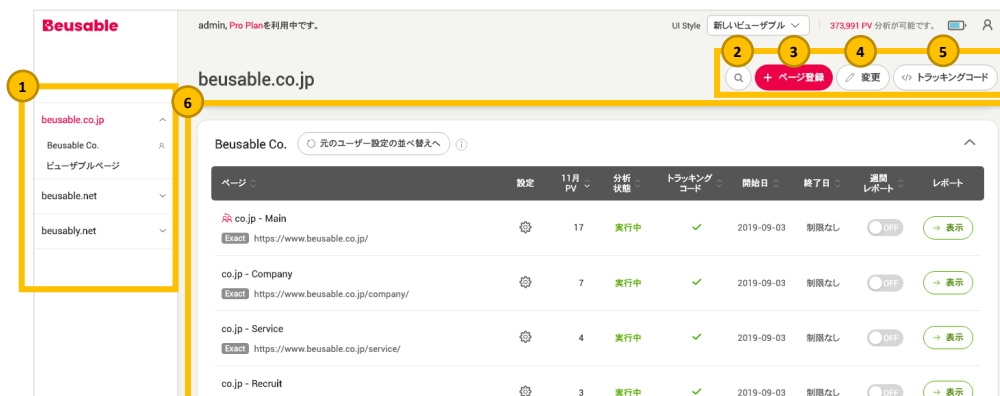 Beusable
admin, Pro Planを利用中です。
UI Style 新しいビューザブル
373,991 PV 分析が可能です。
1
2
3
4
5
6
beusable.co.jp
＋ ページ登録
変更
</> トラッキングコード
beusable.co.jp
Beusable Co.
ビューザブルページ
beusable.net
beusably.net
Beusable Co. 元のユーザー設定の並べ替えへ
ページ 設定 11月 PV 分析 状態 トラッキング コード 開始日 終了日 週間 レポート レポート
co.jp - Main
Exact https://www.beusable.co.jp/
17 実行中 2019-09-03 制限なし OFF → 表示
co.jp - Company
Exact https://www.beusable.co.jp/company/
7 実行中 2019-09-03 制限なし OFF → 表示
co.jp - Service
Exact https://www.beusable.co.jp/service/
4 実行中 2019-09-03 制限なし OFF → 表示
co.jp - Recruit
3 実行中 2019-09-03 制限なし OFF → 表示